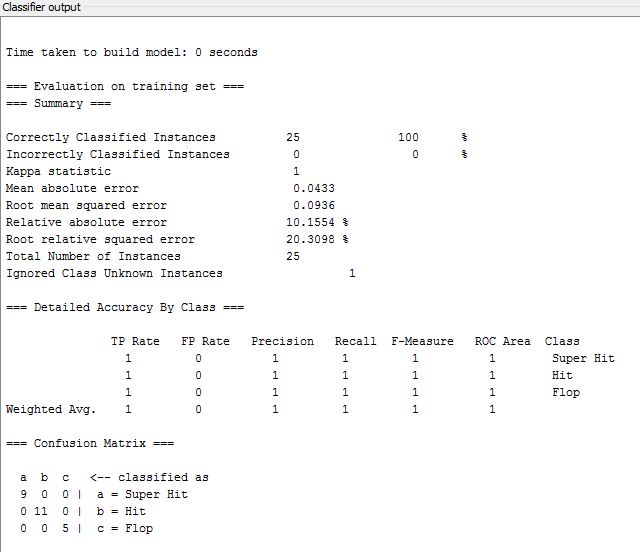 Classifier output
Time taken to build model: 0 seconds
=== Evaluation on training set ===
=== Summary ===
Correctly Classified Instances          25              100      %
Incorrectly Classified Instances         0                0      %
Kappa statistic                          1
Mean absolute error                      0.0433
Root mean squared error                  0.0936
Relative absolute error                 10.1554 %
Root relative squared error             20.3098 %
Total Number of Instances               25
Ignored Class Unknown Instances                  1
=== Detailed Accuracy By Class ===
TP Rate   FP Rate   Precision   Recall  F-Measure   ROC Area  Class
1         0          1         1         1          1        Super Hit
1         0          1         1         1          1        Hit
1         0          1         1         1          1        Flop
Weighted Avg.    1         0          1         1         1          1
=== Confusion Matrix ===
a  b  c   <-- classified as
9  0  0 |  a = Super Hit
0 11  0 |  b = Hit
0  0  5 |  c = Flop